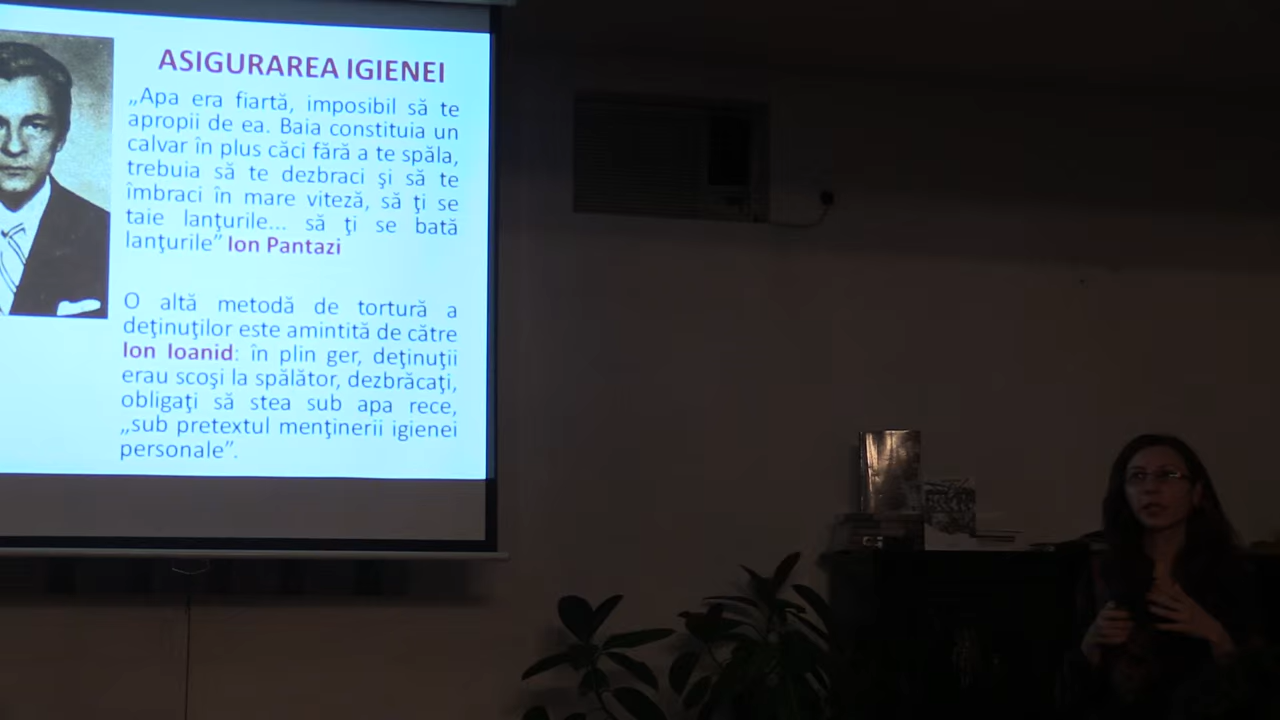 ASIGURAREA IGIENEI
„Apa era fiartă, imposibil să te
apropii de ea. Baia constituia un
calvar în plus căci fără a te spăla,
trebuia să te dezbraci şi să te
îmbraci în mare viteză, să ţi se
taie lanţurile... să ţi se bată
lanţurile” Ion Pantazi
O altă metodă de tortură a
deţinuţilor este amintită de către
Ion Ioanid: în plin ger, deţinuţii
erau scoşi la spălător, dezbrăcaţi,
obligaţi să stea sub apa rece,
„sub pretextul menţinerii igienei
personale”.